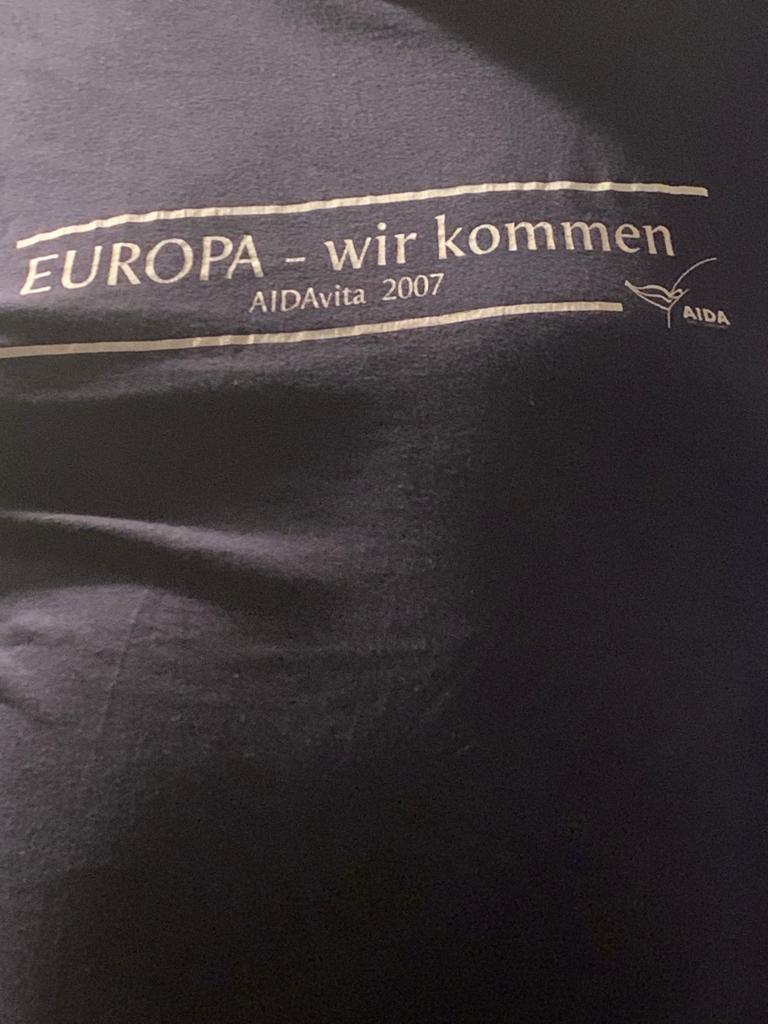 EUROPA - wir kommen
AIDAvita 2007
AIDA